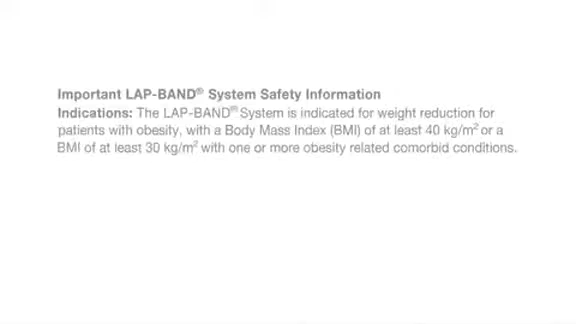 Important LAP-BAND® System Safety Information
Indications: The LAP-BAND® System is indicated for weight reduction for
patients with obesity, with a Body Mass Index (BMI) of at least 40 kg/m² or a
BMI of at least 30 kg/m² with one or more obesity related comorbid conditions.